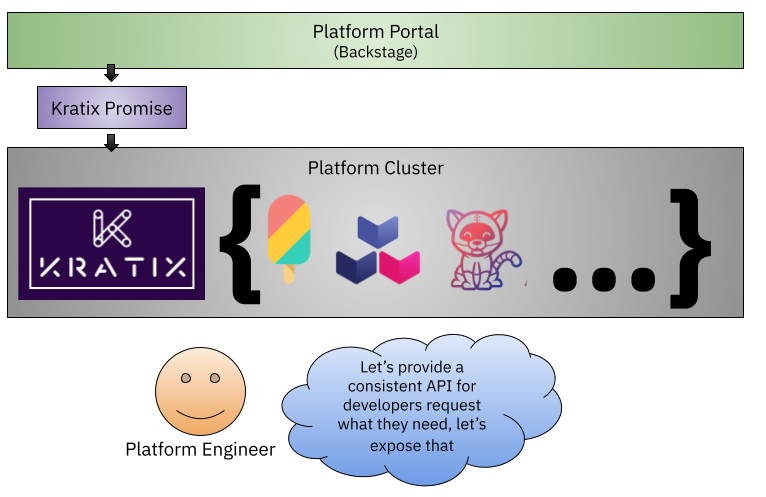 Platform Portal
(Backstage)
Kratix Promise
Platform Cluster
KRATIX
{
...
}
Let’s provide a
consistent API for
developers request
what they need, let’s
expose that
Platform Engineer